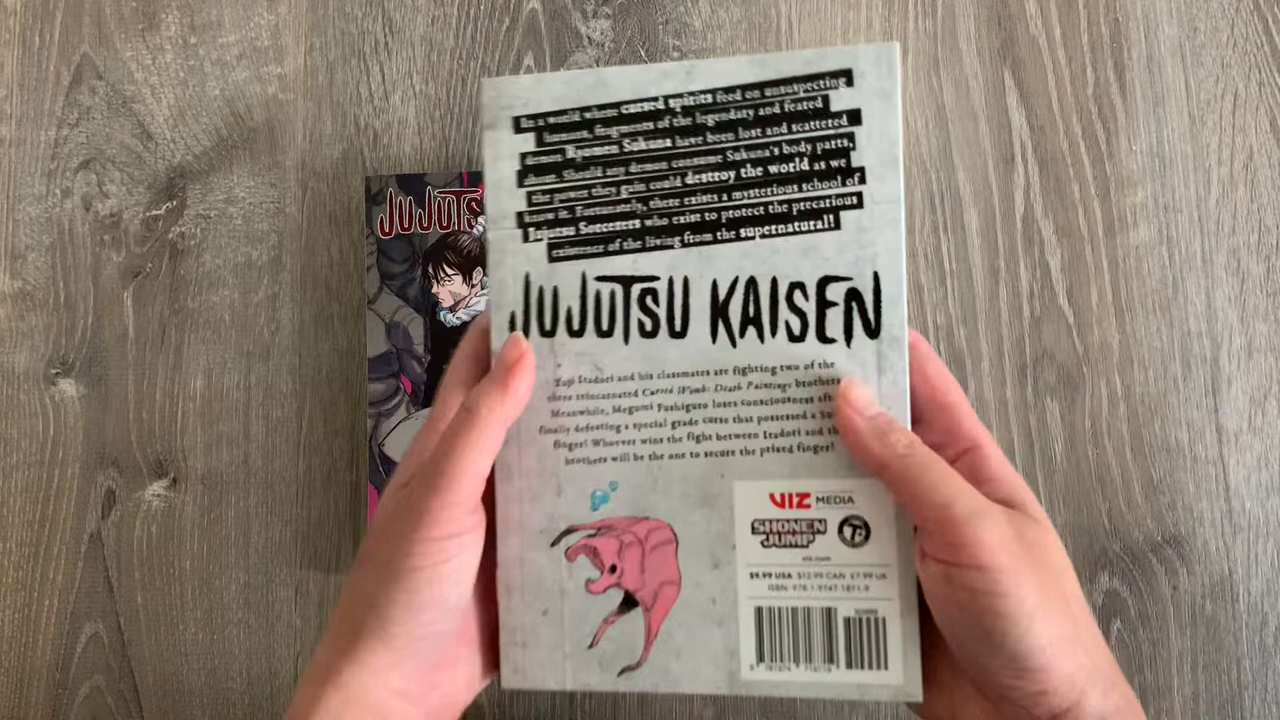 In a world where cursed spirits feed on unsuspecting
humans, fragments of the legendary and feared
demon Ryomen Sukuna have been lost and scattered
about. Should any demon consume Sukuna's body parts,
the power they gain could destroy the world as we
know it. Fortunately, there exists a mysterious school of
Jujutsu Sorcerers who exist to protect the precarious
existence of the living from the supernatural!
JUJUTS
JUJUTSU KAISEN
Yuji Itadori and his classmates are fighting two of the
three reincarnated Cursed Womb: Death Paintings brothers
Meanwhile, Megumi Fushiguro loses consciousness aft
finally defeating a special grade curse that possessed a Su
finger! Whoever wins the fight between Itadori and th
brothers will be the one to secure the prized finger!
VIZ MEDIA
SHONEN
JUMP
viz.com
$9.99 USA $12.99 CAN £7.99 UK
ISBN: 978-1-9747-1871-9